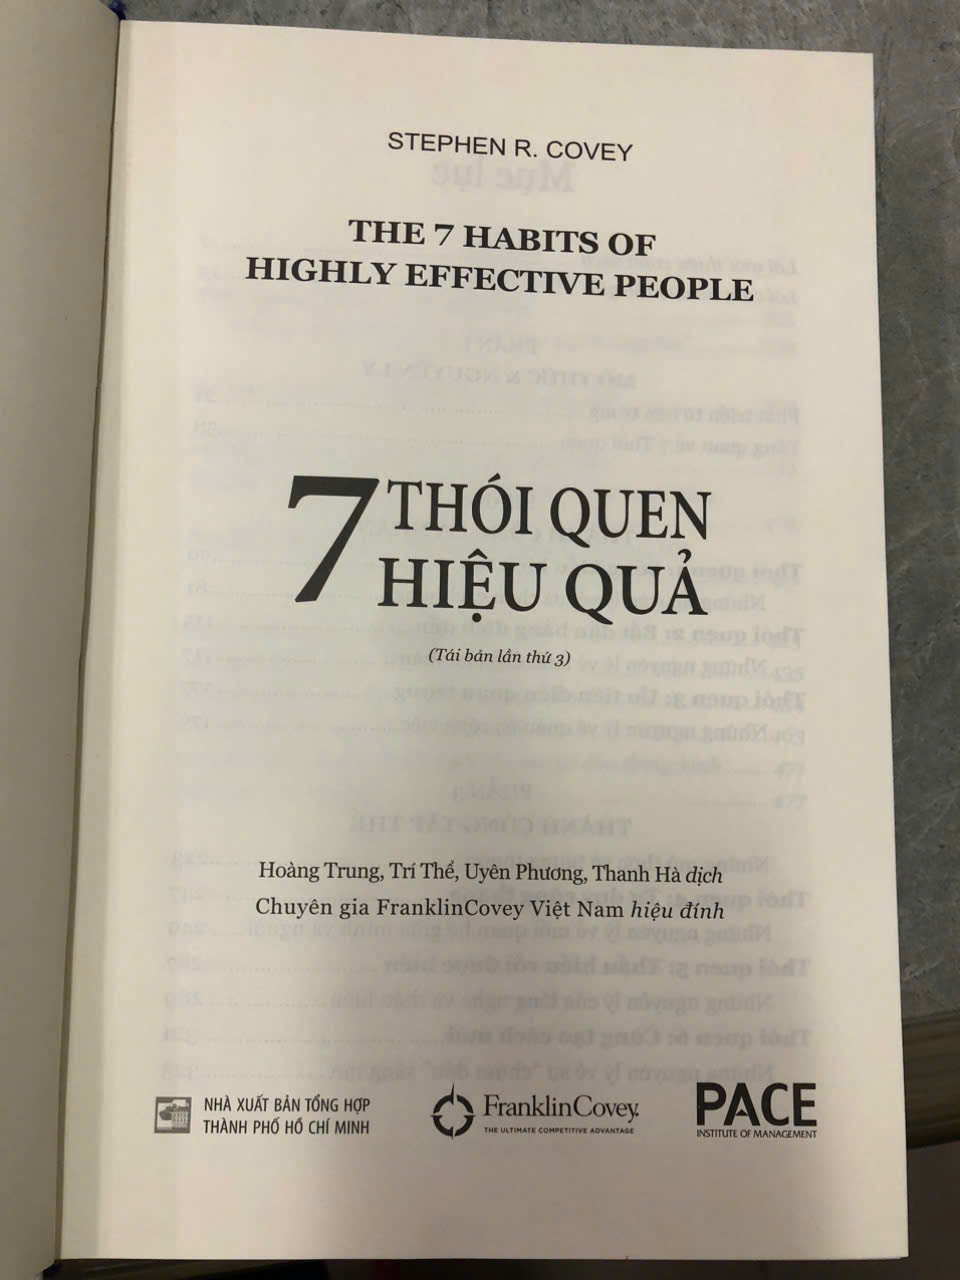 STEPHEN R. COVEY
THE 7 HABITS OF
HIGHLY EFFECTIVE PEOPLE
7 THÓI QUEN
HIỆU QUẢ
(Tái bản lần thứ 3)
Hoàng Trung, Trí Thể, Uyên Phương, Thanh Hà dịch
Chuyên gia FranklinCovey Việt Nam hiệu đính
NHÀ XUẤT BẢN TỔNG HỢP
THÀNH PHỐ HỒ CHÍ MINH
FranklinCovey
THE ULTIMATE COMPETITIVE ADVANTAGE
PACE
INSTITUTE OF MANAGEMENT